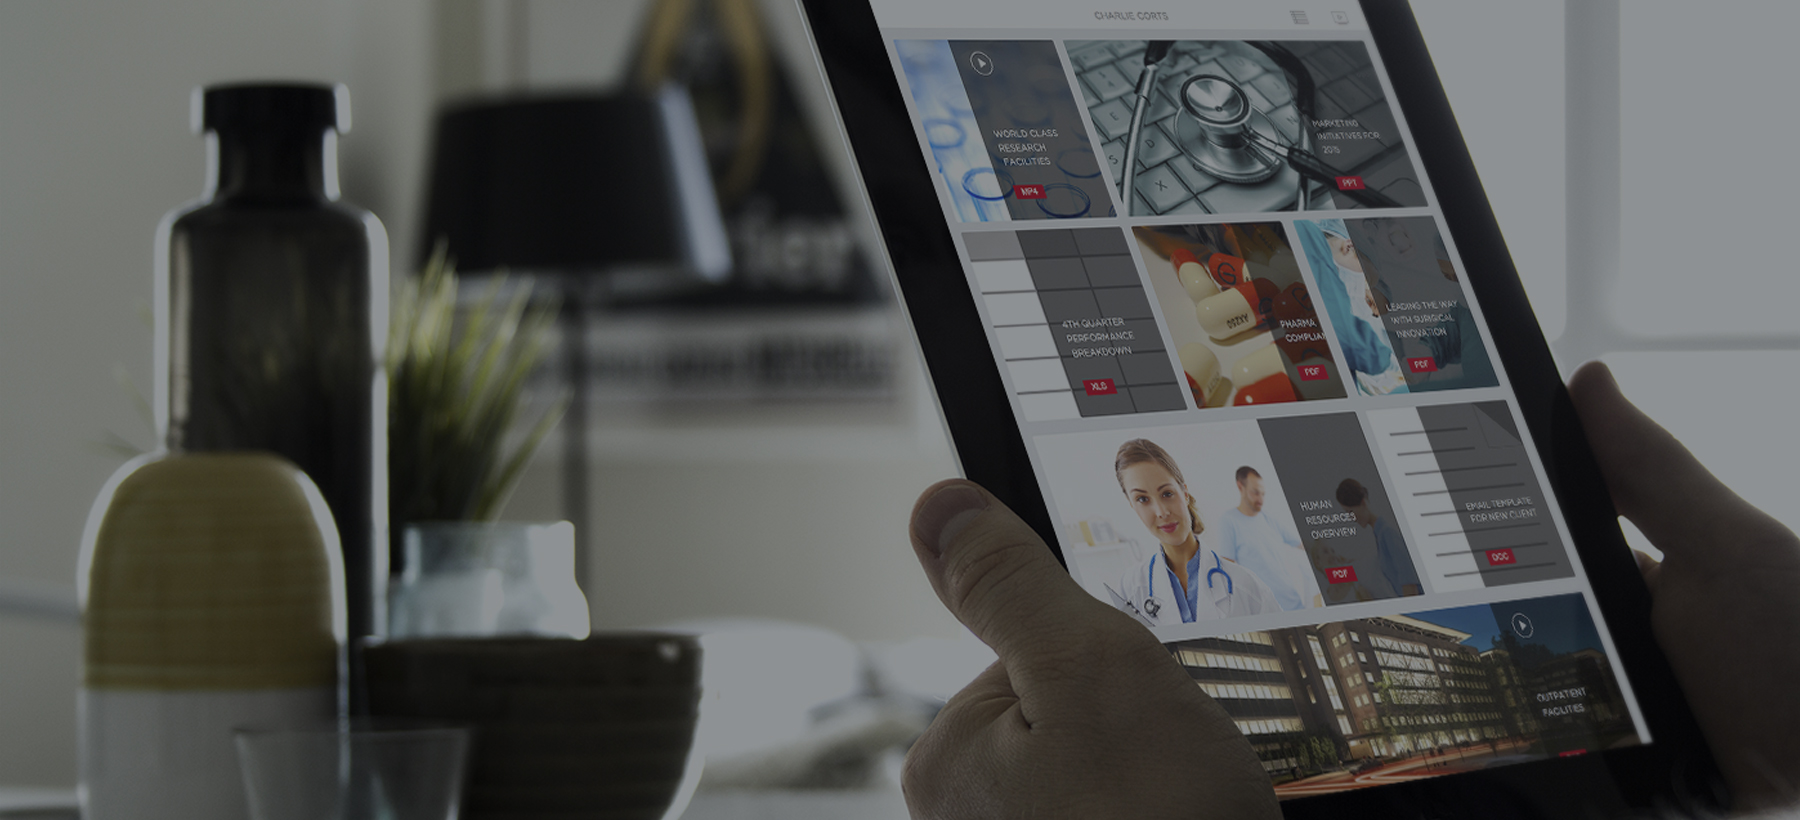 CHARLIE CORTS
WORLD CLASS
RESEARCH
FACILITIES
MP4
MARKETING
INITIATIVES FOR
2015
PPT
4TH QUARTER
PERFORMANCE
BREAKDOWN
XLS
PHARMA
COMPLIAN
PDF
LEADING THE WAY
WITH SURGICAL
INNOVATION
PDF
HUMAN
RESOURCES
OVERVIEW
PDF
EMAIL TEMPLATE
FOR NEW CLIENT
DOC
OUTPATIENT
FACILITIES